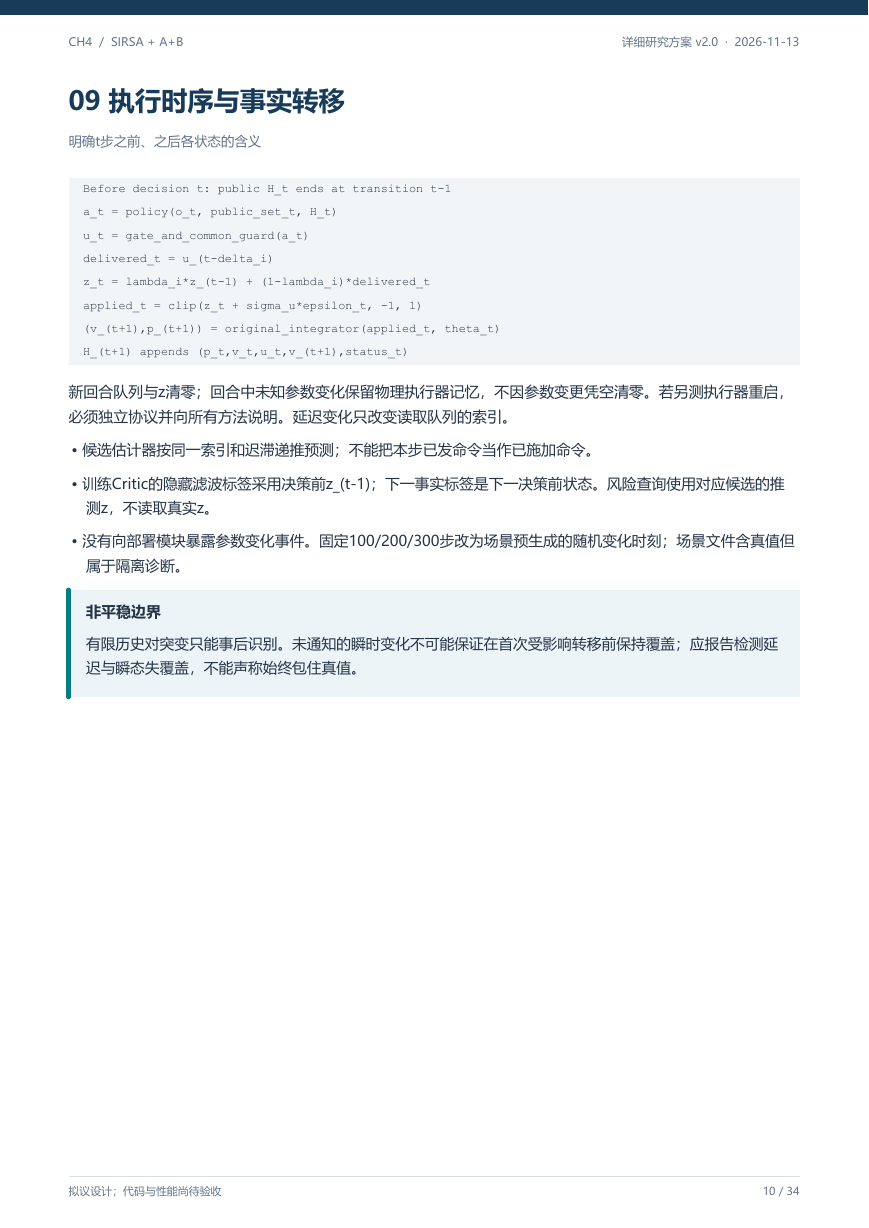 CH4 / SIRSA + A+B
详细研究方案 v2.0 · 2026-11-13
09 执行时序与事实转移
明确t步之前、之后各状态的含义
Before decision t: public H_t ends at transition t-1
a_t = policy(o_t, public_set_t, H_t)
u_t = gate_and_common_guard(a_t)
delivered_t = u_(t-delta_i)
z_t = lambda_i*z_(t-1) + (1-lambda_i)*delivered_t
applied_t = clip(z_t + sigma_u*epsilon_t, -1, 1)
(v_(t+1),p_(t+1)) = original_integrator(applied_t, theta_t)
H_(t+1) appends (p_t,v_t,u_t,v_(t+1),status_t)
新回合队列与z清零；回合中未知参数变化保留物理执行器记忆，不因参数变更凭空清零。若另测执行器重启，
必须独立协议并向所有方法说明。延迟变化只改变读取队列的索引。
• 候选估计器按同一索引和迟滞递推预测；不能把本步已发命令当作已施加命令。
• 训练Critic的隐藏滤波标签采用决策前z_(t-1)；下一事实标签是下一决策前状态。风险查询使用对应候选的推
测z，不读取真实z。
• 没有向部署模块暴露参数变化事件。固定100/200/300步改为场景预生成的随机变化时刻；场景文件含真值但
属于隔离诊断。
非平稳边界
有限历史对突变只能事后识别。未通知的瞬时变化不可能保证在首次受影响转移前保持覆盖；应报告检测延
迟与瞬态失覆盖，不能声称始终包住真值。
拟议设计；代码与性能尚待验收
10 / 34